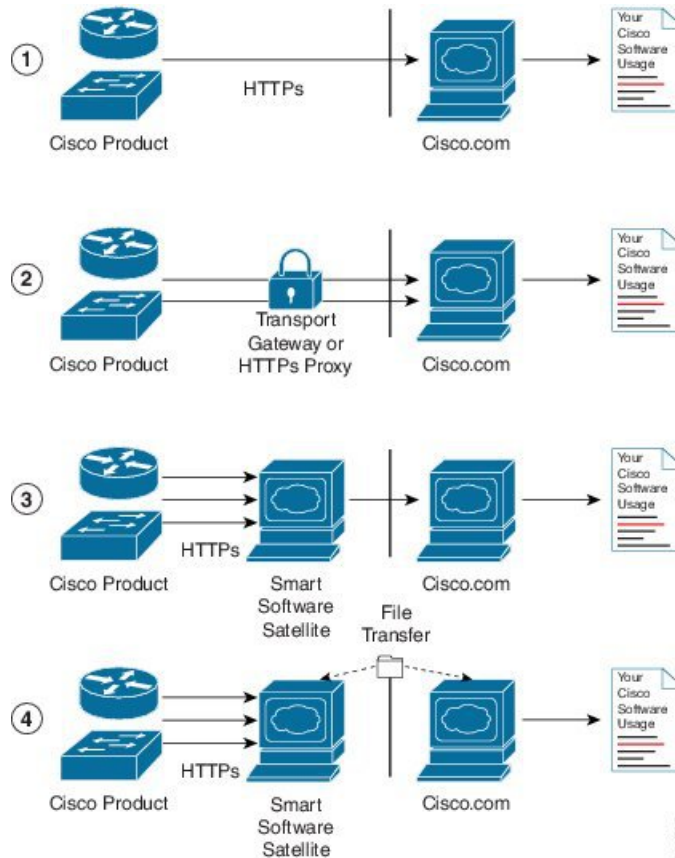 1
HTTPs
Cisco Product
Cisco.com
Your
Cisco
Software
Usage
2
Transport
Gateway or
HTTPs Proxy
Cisco Product
Cisco.com
Your
Cisco
Software
Usage
3
HTTPs
Cisco Product
Smart
Software
Satellite
Cisco.com
Your
Cisco
Software
Usage
File
Transfer
4
HTTPs
Cisco Product
Smart
Software
Satellite
Cisco.com
Your
Cisco
Software
Usage